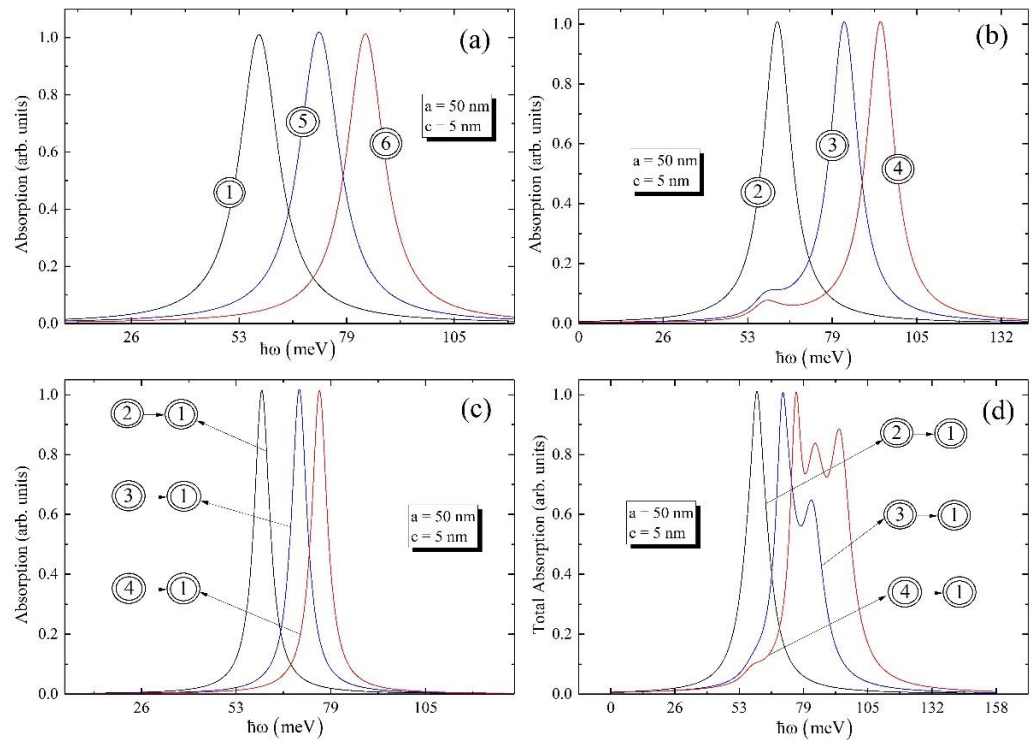 (a)
1.0
0.8
0.6
0.4
0.2
0.0
Absorption (arb. units)
a = 50 nm
c = 5 nm
1
5
6
26
53
79
105
ħω (meV)
(b)
1.0
0.8
0.6
0.4
0.2
0.0
Absorption (arb. units)
a = 50 nm
c = 5 nm
2
3
4
0
26
53
79
105
132
ħω (meV)
(c)
1.0
0.8
0.6
0.4
0.2
0.0
Absorption (arb. units)
2 1
3 1
4 1
a = 50 nm
c = 5 nm
26
53
79
105
ħω (meV)
(d)
1.0
0.8
0.6
0.4
0.2
0.0
Total Absorption (arb. units)
a = 50 nm
c = 5 nm
2 1
3 1
4 1
0
26
53
79
105
132
158
ħω (meV)